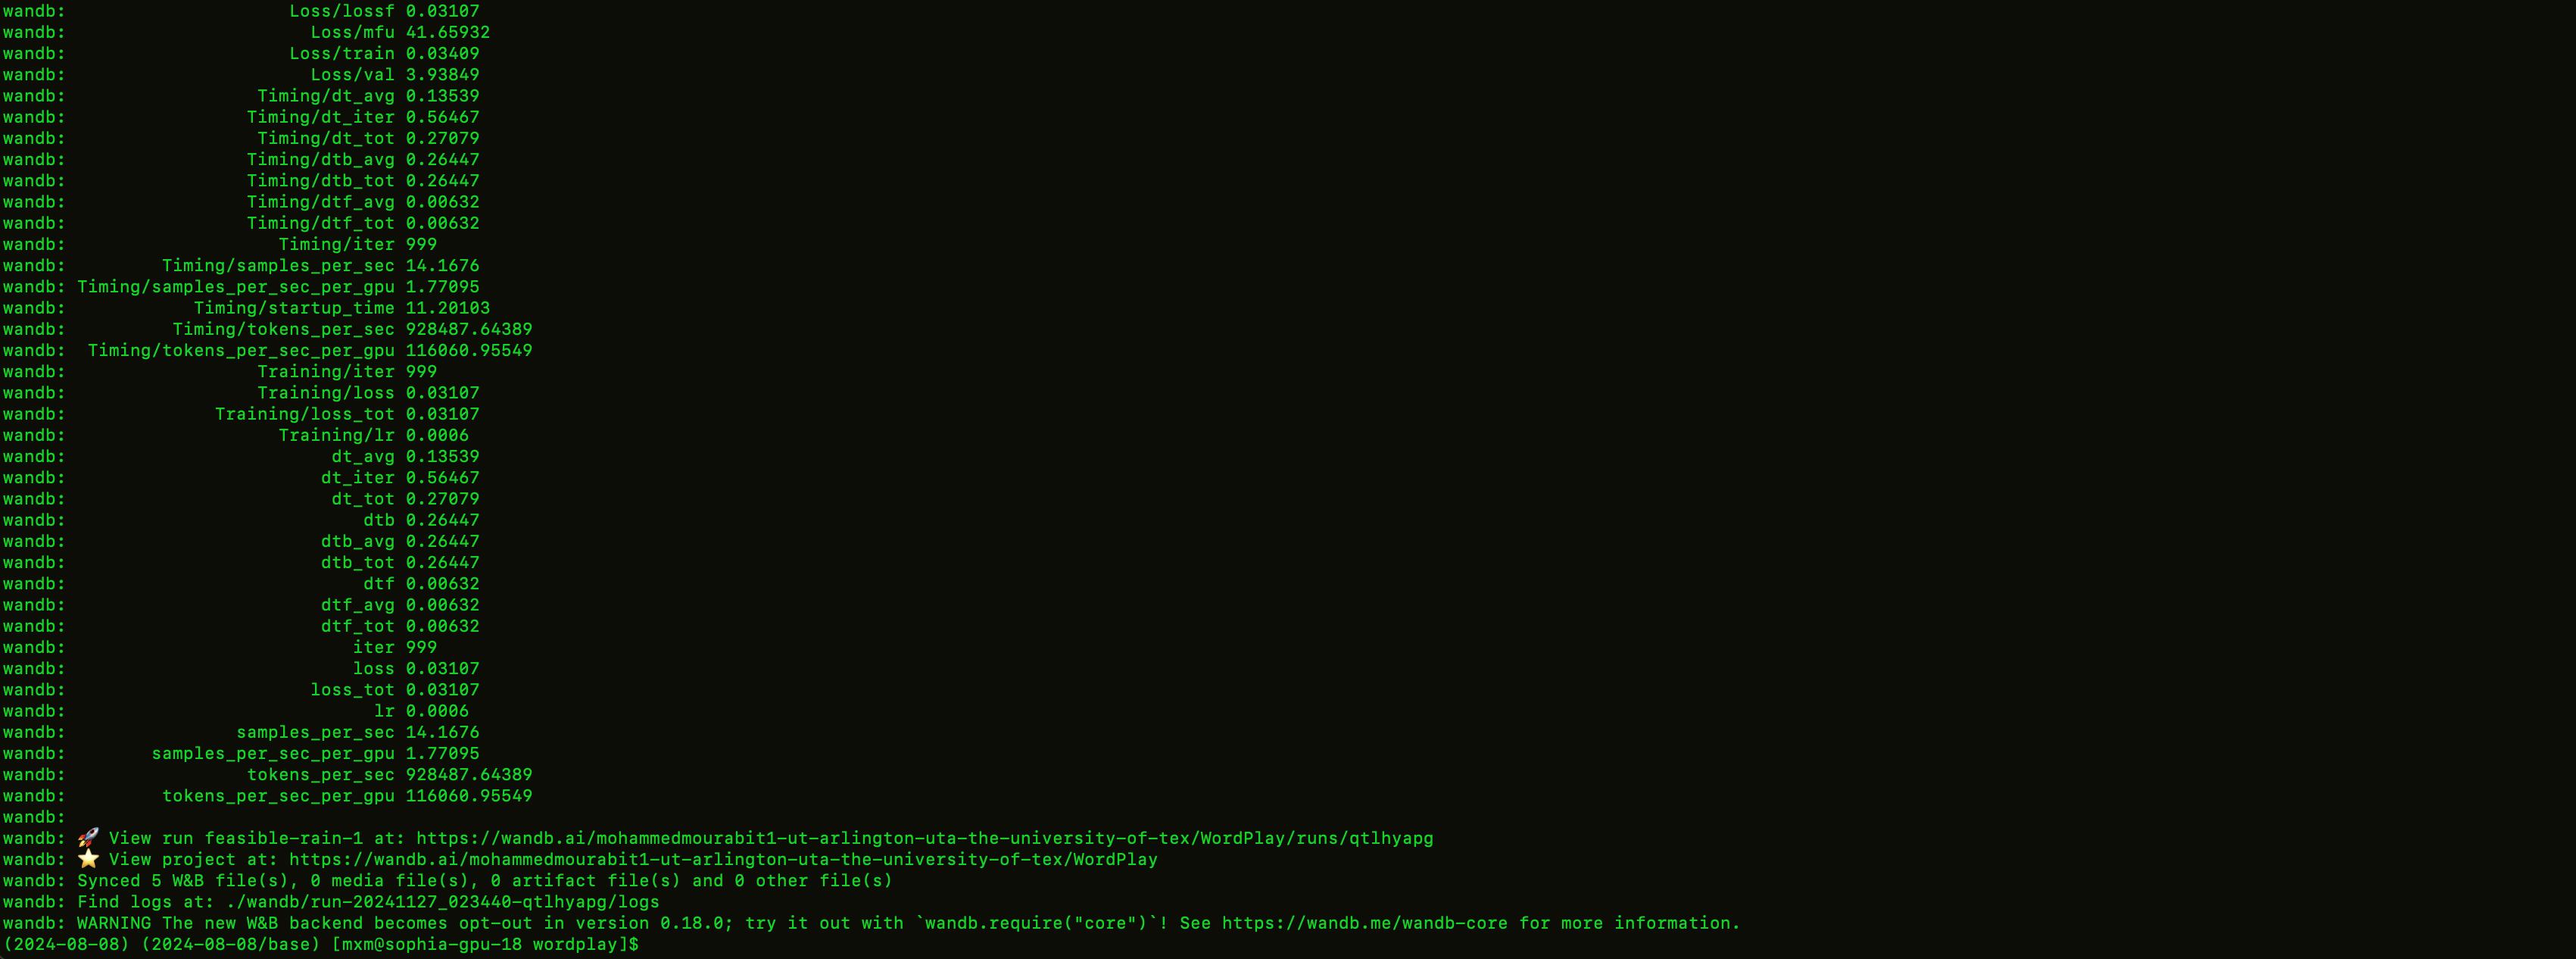 wandb: Loss/lossf 0.03107
wandb: Loss/mfu 41.65932
wandb: Loss/train 0.03409
wandb: Loss/val 3.93849
wandb: Timing/dt_avg 0.13539
wandb: Timing/dt_iter 0.56467
wandb: Timing/dt_tot 0.27079
wandb: Timing/dtb_avg 0.26447
wandb: Timing/dtb_tot 0.26447
wandb: Timing/dtf_avg 0.00632
wandb: Timing/dtf_tot 0.00632
wandb: Timing/iter 999
wandb: Timing/samples_per_sec 14.1676
wandb: Timing/samples_per_sec_per_gpu 1.77095
wandb: Timing/startup_time 11.20103
wandb: Timing/tokens_per_sec 928487.64389
wandb: Timing/tokens_per_sec_per_gpu 116060.95549
wandb: Training/iter 999
wandb: Training/loss 0.03107
wandb: Training/loss_tot 0.03107
wandb: Training/lr 0.0006
wandb: dt_avg 0.13539
wandb: dt_iter 0.56467
wandb: dt_tot 0.27079
wandb: dtb 0.26447
wandb: dtb_avg 0.26447
wandb: dtb_tot 0.26447
wandb: dtf 0.00632
wandb: dtf_avg 0.00632
wandb: dtf_tot 0.00632
wandb: iter 999
wandb: loss 0.03107
wandb: loss_tot 0.03107
wandb: lr 0.0006
wandb: samples_per_sec 14.1676
wandb: samples_per_sec_per_gpu 1.77095
wandb: tokens_per_sec 928487.64389
wandb: tokens_per_sec_per_gpu 116060.95549
wandb:
wandb: 🚀 View run feasible-rain-1 at: https://wandb.ai/mohammedmourabit1-ut-arlington-uta-the-university-of-tex/WordPlay/runs/qtlhyapg
wandb: ⭐ View project at: https://wandb.ai/mohammedmourabit1-ut-arlington-uta-the-university-of-tex/WordPlay
wandb: Synced 5 W&B file(s), 0 media file(s), 0 artifact file(s) and 0 other file(s)
wandb: Find logs at: ./wandb/run-20241127_023440-qtlhyapg/logs
wandb: WARNING The new W&B backend becomes opt-out in version 0.18.0; try it out with `wandb.require("core")`! See https://wandb.me/wandb-core for more information.
(2024-08-08) (2024-08-08/base) [mxm@sophia-gpu-18 wordplay]$